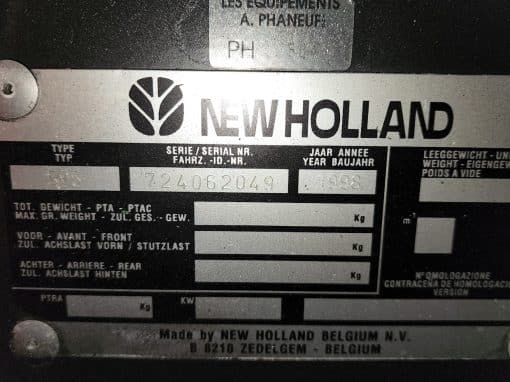 LES EQUIPEMENTS
A. PHANEUF
PH
NEW HOLLAND
TYPE
TYP
SERIE / SERIAL NR.
FAHRZ. -ID.-NR.
JAAR ANNEE
YEAR BAUJAHR
LEEGGEWICHT - UN
WEIGHT - EIGENGEW
POIDS A VIDE
724062049
1998
TOT. GEWICHT - PTA - PTAC
MAX. GR. WEIGHT - ZUL. GES. - GEW.
Kg
VOOR - AVANT - FRONT
ZUL. ACHSLAST VORN / STUTZLAST
Kg
m
ACHTER - ARRIERE - REAR
ZUL. ACHSLAST HINTEN
Kg
N° OMOLOGAZIONE
CONTRACENA DE HOMOLOGAC
VERSION
PTRA
Kg
KW
Made by NEW HOLLAND BELGIUM N.V.
B 8210 ZEDELGEM - BELGIUM